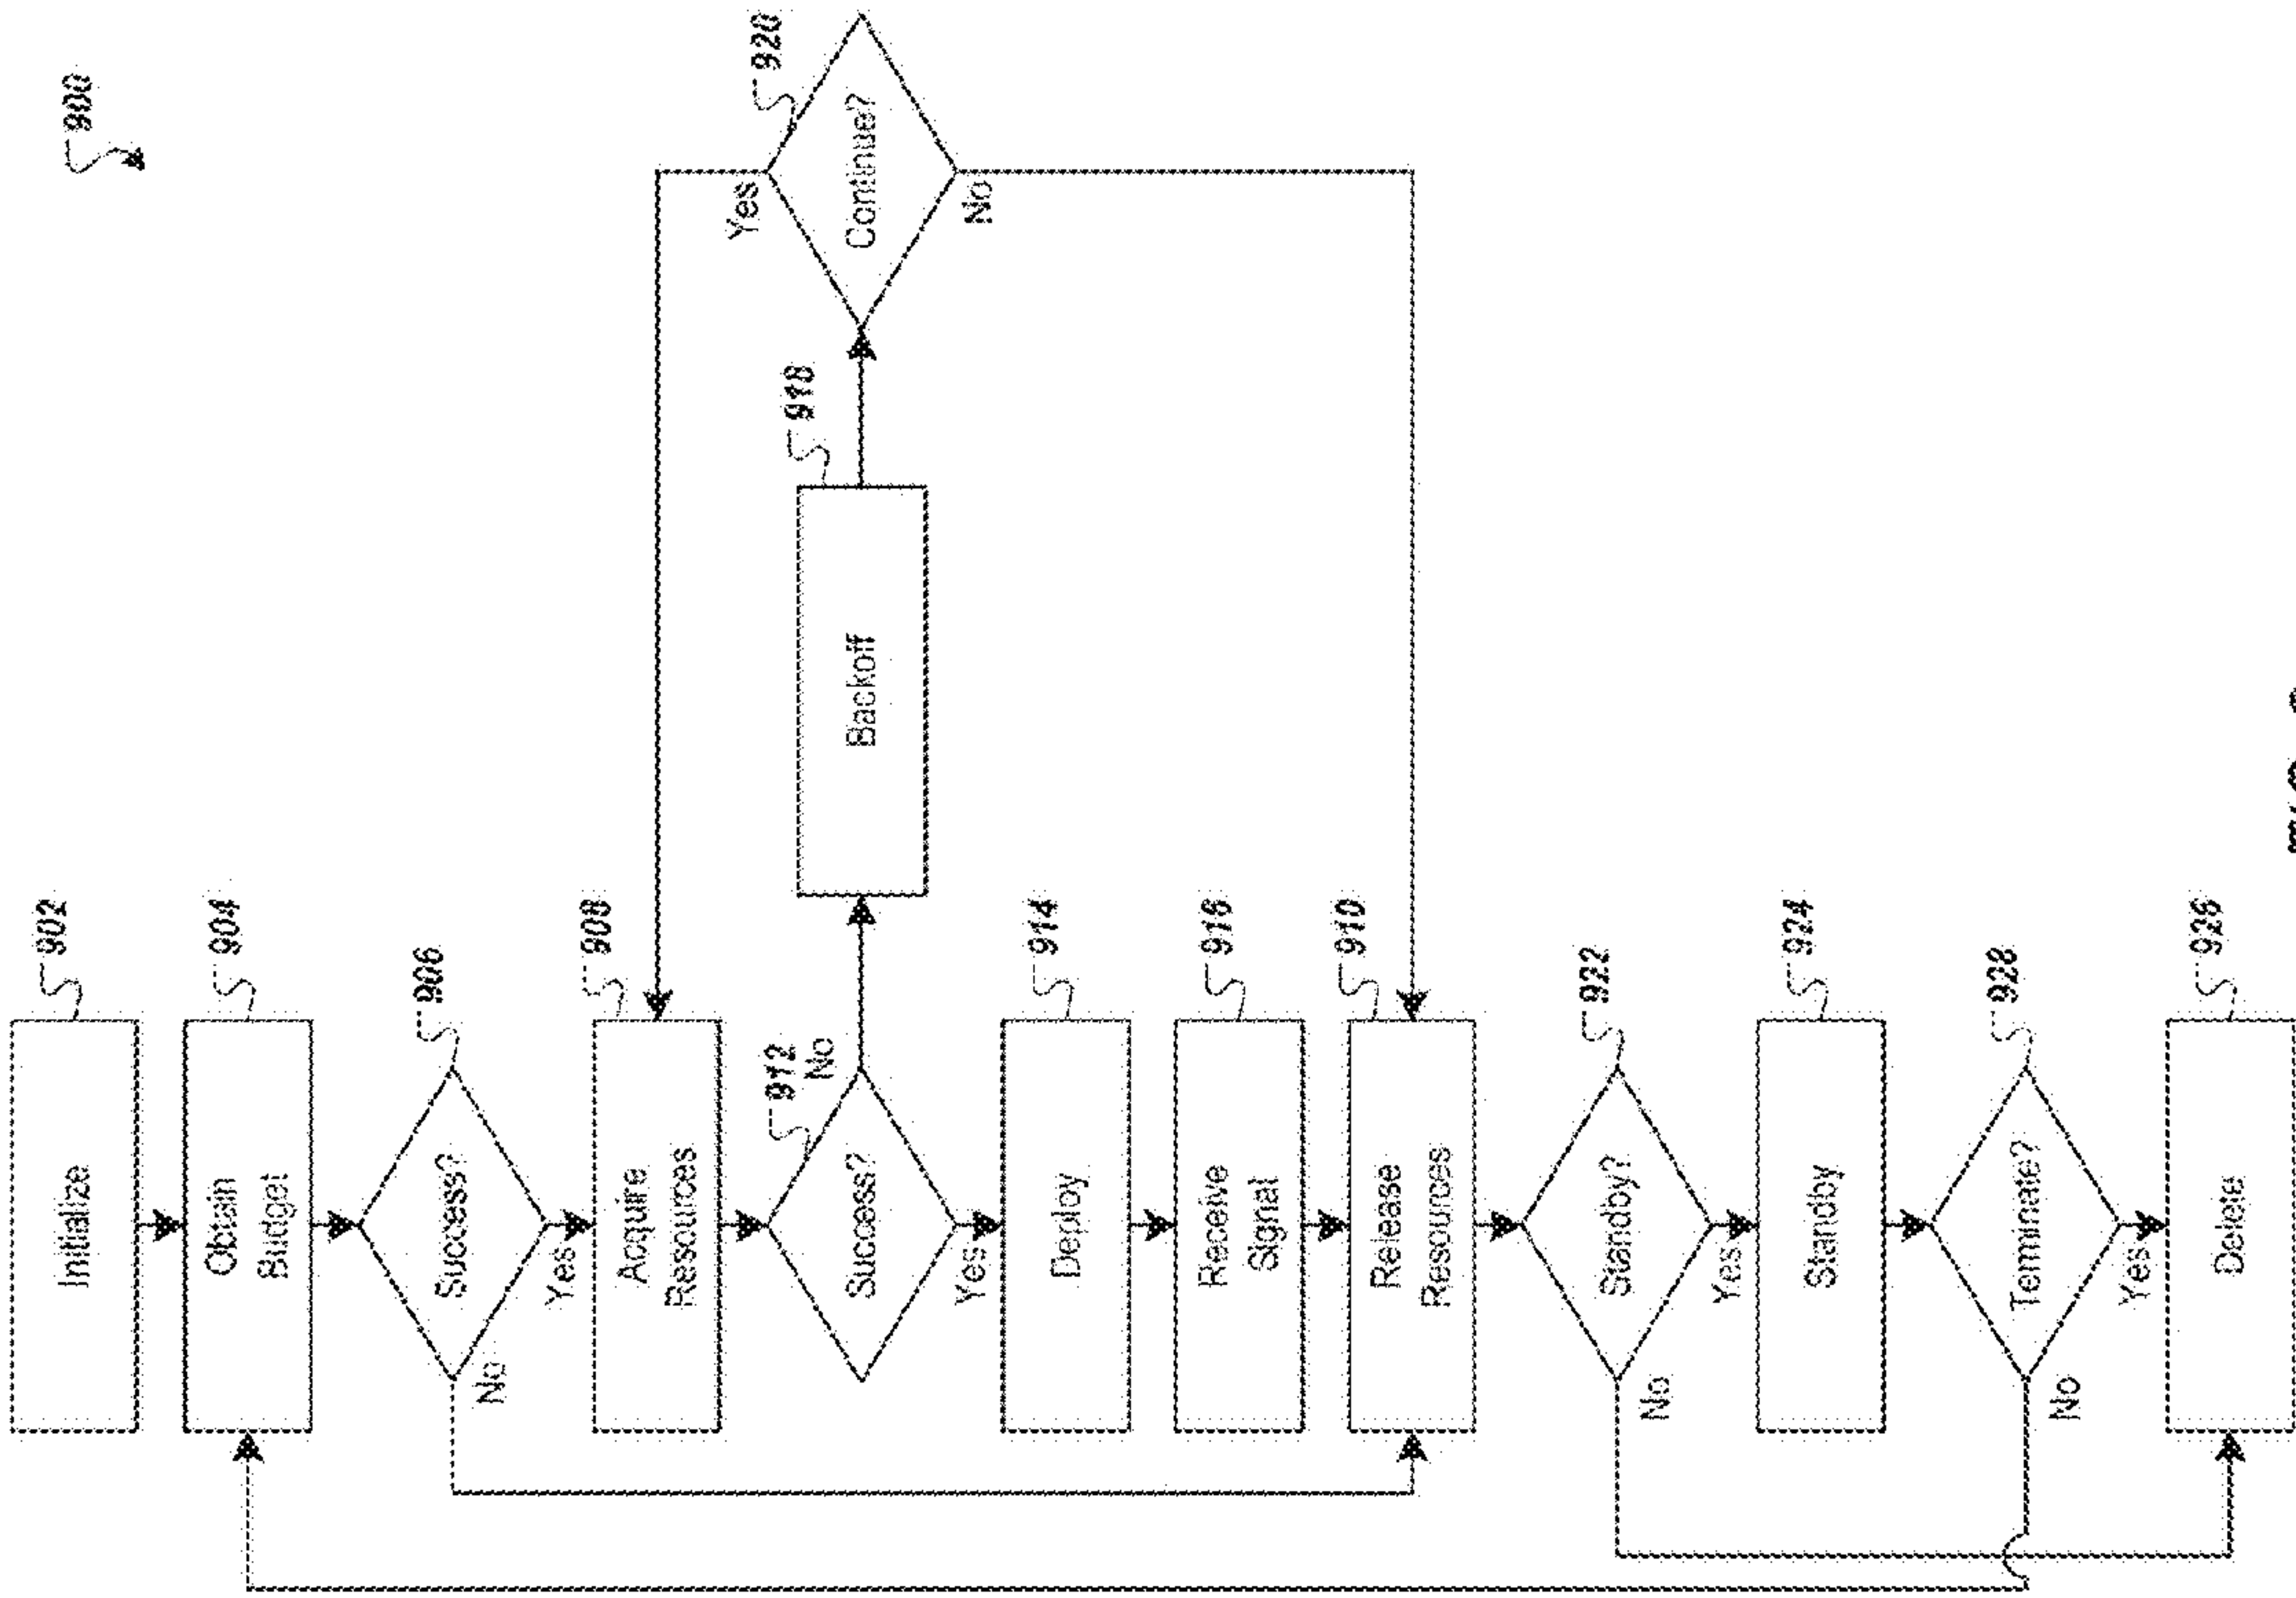 900
Initialize
902
Obtain
Budget
904
Success?
906
No
Yes
Acquire
Resources
908
Success?
912
No
Yes
Backoff
918
Continue?
920
Yes
No
Deploy
914
Receive
Signal
916
Release
Resources
910
Standby?
922
No
Yes
Standby
924
Terminate?
928
No
Yes
Delete
926